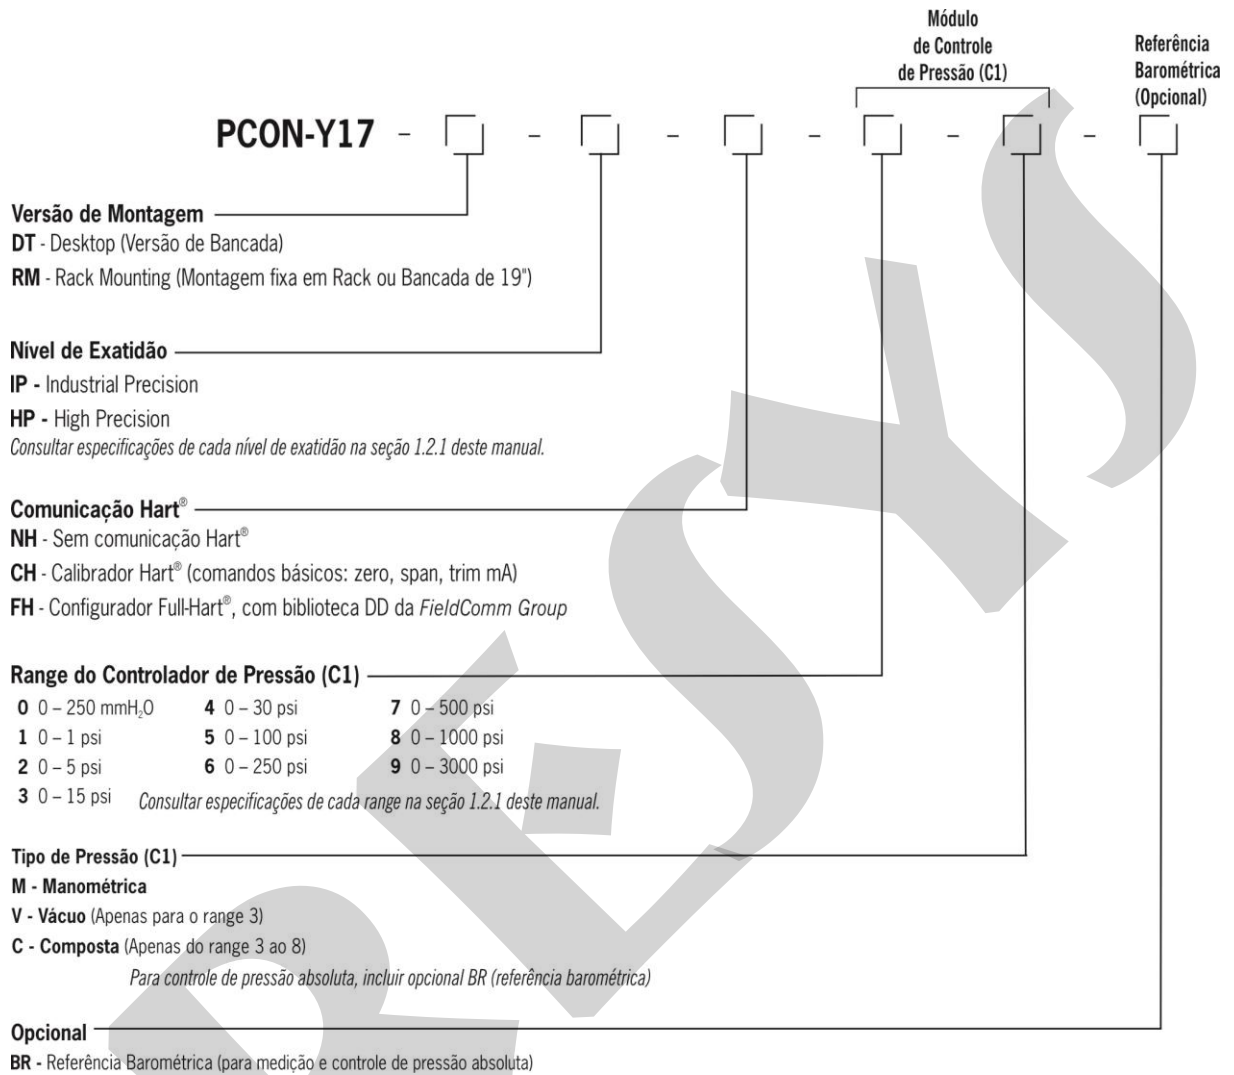 Módulo
de Controle
de Pressão (C1)
Referência
Barométrica
(Opcional)
PCON-Y17 - - - - - -
Versão de Montagem
DT - Desktop (Versão de Bancada)
RM - Rack Mounting (Montagem fixa em Rack ou Bancada de 19")
Nível de Exatidão
IP - Industrial Precision
HP - High Precision
Consultar especificações de cada nível de exatidão na seção 1.2.1 deste manual.
Comunicação Hart®
NH - Sem comunicação Hart®
CH - Calibrador Hart® (comandos básicos: zero, span, trim mA)
FH - Configurador Full-Hart®, com biblioteca DD da FieldComm Group
Range do Controlador de Pressão (C1)
0 0 – 250 mmH₂O 4 0 – 30 psi 7 0 – 500 psi
1 0 – 1 psi 5 0 – 100 psi 8 0 – 1000 psi
2 0 – 5 psi 6 0 – 250 psi 9 0 – 3000 psi
3 0 – 15 psi Consultar especificações de cada range na seção 1.2.1 deste manual.
Tipo de Pressão (C1)
M - Manométrica
V - Vácuo (Apenas para o range 3)
C - Composta (Apenas do range 3 ao 8)
Para controle de pressão absoluta, incluir opcional BR (referência barométrica)
Opcional
BR - Referência Barométrica (para medição e controle de pressão absoluta)
RESYS